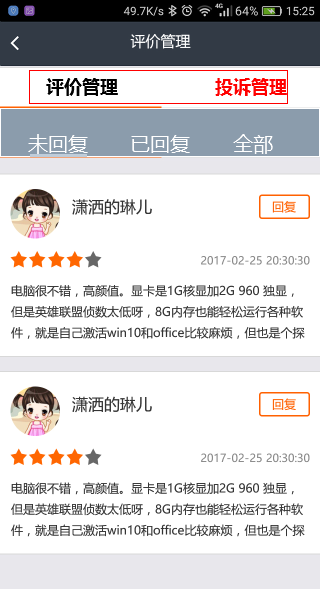 49.7K/s 4G 64% 15:25
评价管理
评价管理 投诉管理
未回复 已回复 全部
潇洒的琳儿 回复
2017-02-25 20:30:30
电脑很不错，高颜值。显卡是1G核显加2G 960 独显，
但是英雄联盟侦数太低呀，8G内存也能轻松运行各种软
件，就是自己激活win10和office比较麻烦，但也是个探
潇洒的琳儿 回复
2017-02-25 20:30:30
电脑很不错，高颜值。显卡是1G核显加2G 960 独显，
但是英雄联盟侦数太低呀，8G内存也能轻松运行各种软
件，就是自己激活win10和office比较麻烦，但也是个探